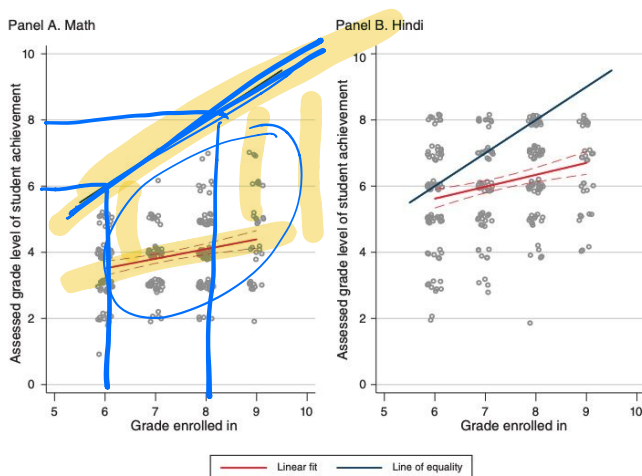 Panel A. Math
10
8
6
4
2
0
Assessed grade level of student achievement
5 6 7 8 9 10
Grade enrolled in
Panel B. Hindi
10
8
6
4
2
0
Assessed grade level of student achievement
5 6 7 8 9 10
Grade enrolled in
Linear fit Line of equality